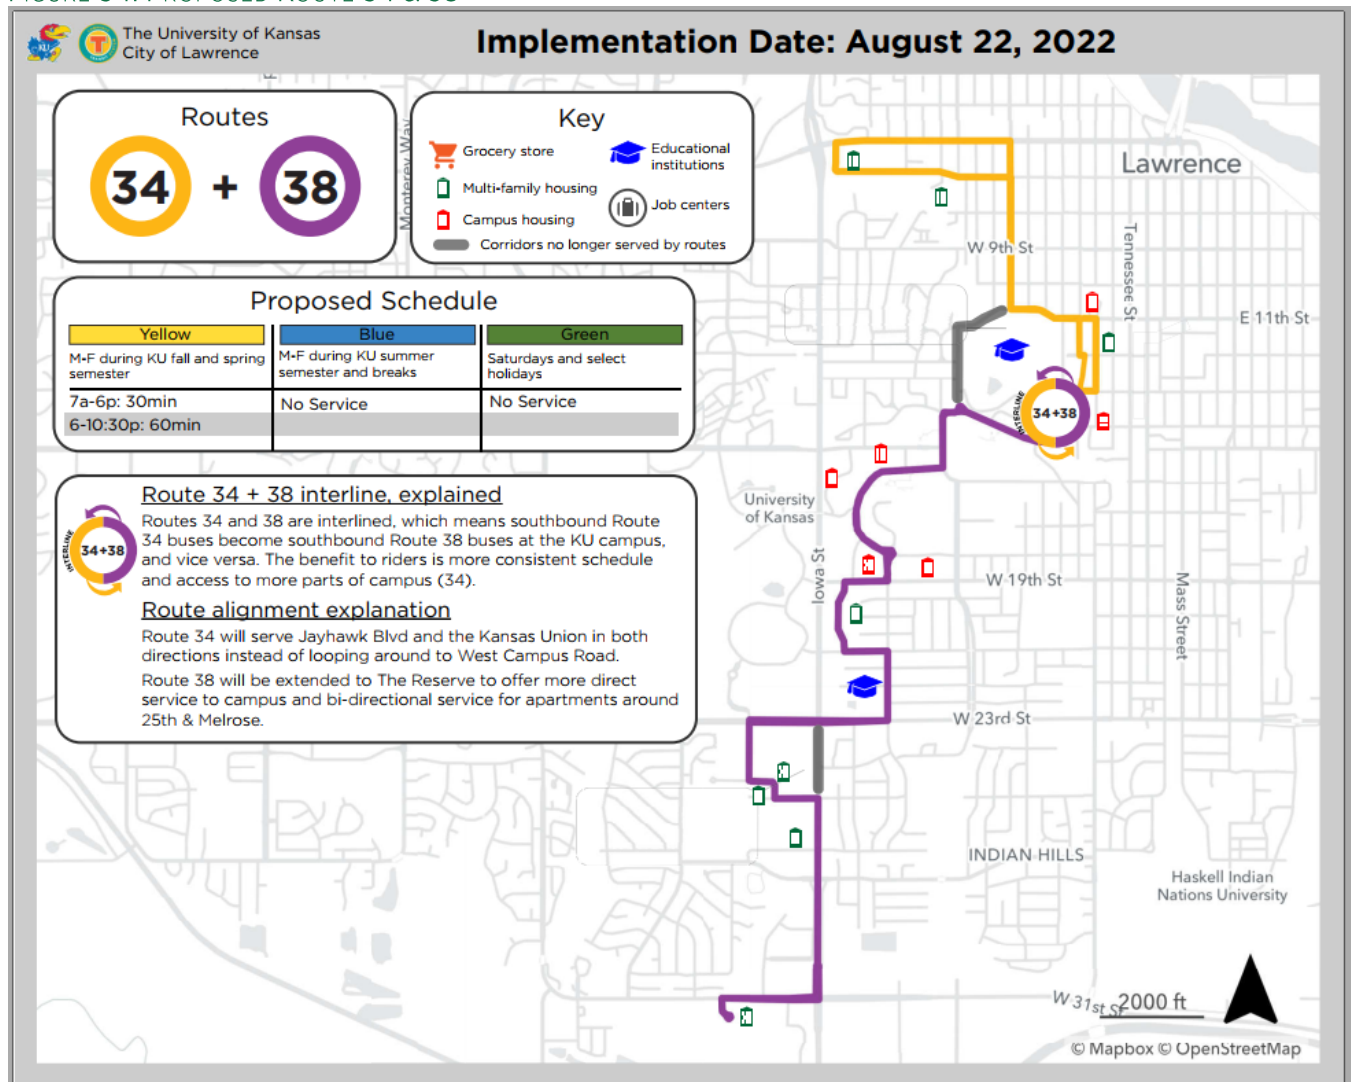 The University of Kansas
City of Lawrence
Implementation Date: August 22, 2022
Routes
34 + 38
Key
Grocery store
Educational
institutions
Multi-family housing
Job centers
Campus housing
Corridors no longer served by routes
Monterey Way
Proposed Schedule
Yellow
Blue
Green
M-F during KU fall and spring
semester
M-F during KU summer
semester and breaks
Saturdays and select
holidays
7a-6p: 30min
No Service
No Service
6-10:30p: 60min
Route 34 + 38 interline, explained
INTERLINE
34+38
Routes 34 and 38 are interlined, which means southbound Route
34 buses become southbound Route 38 buses at the KU campus,
and vice versa. The benefit to riders is more consistent schedule
and access to more parts of campus (34).
Route alignment explanation
Route 34 will serve Jayhawk Blvd and the Kansas Union in both
directions instead of looping around to West Campus Road.
Route 38 will be extended to The Reserve to offer more direct
service to campus and bi-directional service for apartments around
25th & Melrose.
Lawrence
W 9th St
Tennessee St
E 11th St
INTERLINE
34+38
University
of Kansas
Iowa St
W 19th St
Mass Street
W 23rd St
INDIAN HILLS
Haskell Indian
Nations University
W 31st St
2000 ft
© Mapbox © OpenStreetMap